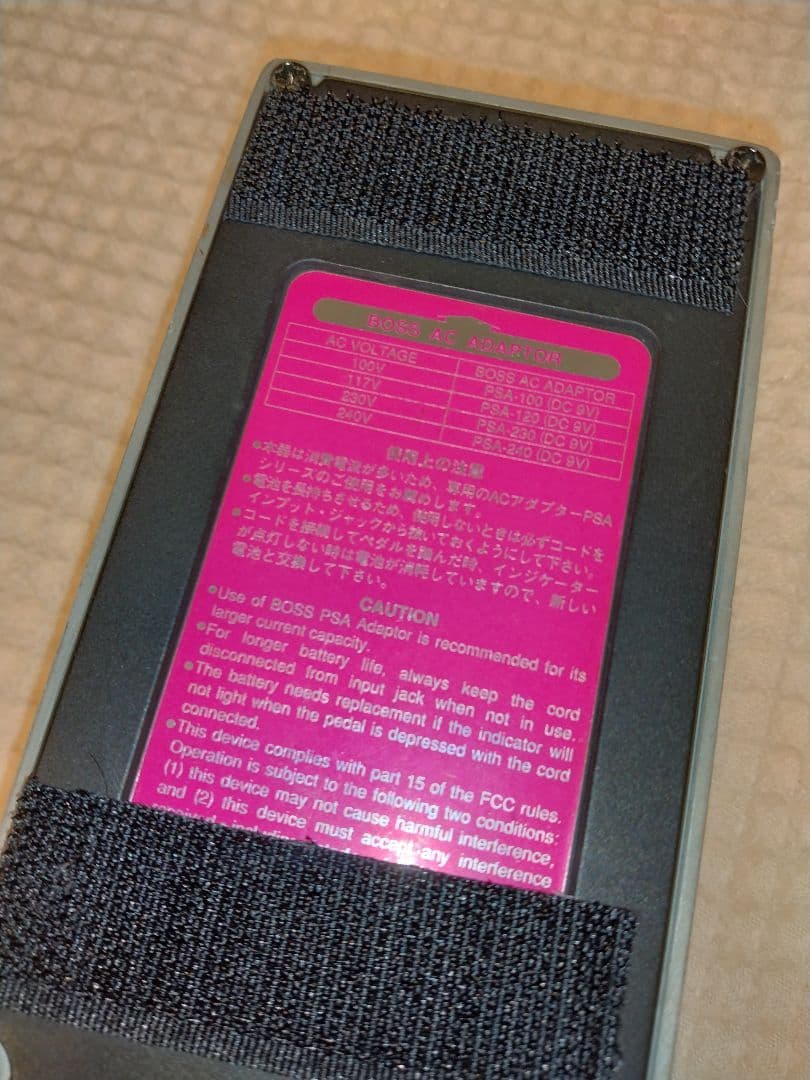 BOSS AC ADAPTOR
AC VOLTAGE BOSS AC ADAPTOR
100V PSA-100 (DC 9V)
117V PSA-120 (DC 9V)
230V PSA-230 (DC 9V)
240V PSA-240 (DC 9V)
使用上の注意
●本器は消費電流が多いため、専用のACアダプターPSA
シリーズのご使用をお薦めします。
●電池を長持ちさせるため、使用しないときは必ずコードを
インプット・ジャックから抜いておくようにして下さい。
●コードを接続してペダルを踏んだ時、インジケーター
が点灯しない時は電池が消耗していますので、新しい
電池と交換して下さい。
CAUTION
●Use of BOSS PSA Adaptor is recommended for its
larger current capacity.
●For longer battery life, always keep the cord
disconnected from input jack when not in use.
●The battery needs replacement if the indicator will
not light when the pedal is depressed with the cord
connected.
●This device complies with part 15 of the FCC rules.
Operation is subject to the following two conditions:
(1) this device may not cause harmful interference,
and (2) this device must accept any interference